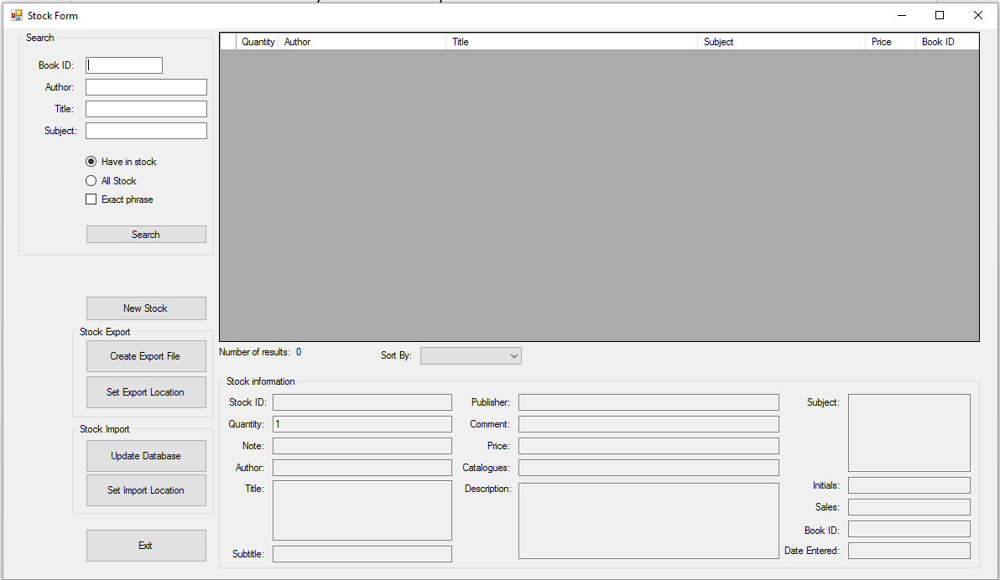 Stock Form
Search
Book ID:
Author:
Title:
Subject:
Have in stock
All Stock
Exact phrase
Search
New Stock
Stock Export
Create Export File
Set Export Location
Stock Import
Update Database
Set Import Location
Exit
Quantity Author Title Subject Price Book ID
Number of results: 0
Sort By:
Stock information
Stock ID:
Quantity: 1
Note:
Author:
Title:
Subtitle:
Publisher:
Comment:
Price:
Catalogues:
Description:
Subject:
Initials:
Sales:
Book ID:
Date Entered: